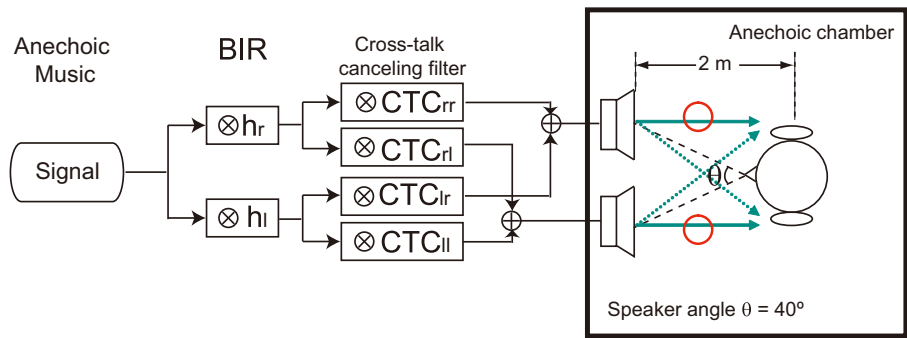 Anechoic
Music
BIR
Cross-talk
canceling filter
Anechoic chamber
2 m
Signal
⊗hr
⊗ hl
⊗ CTCrr
⊗ CTCrl
⊗ CTClr
⊗ CTCll
θ
Speaker angle θ = 40º